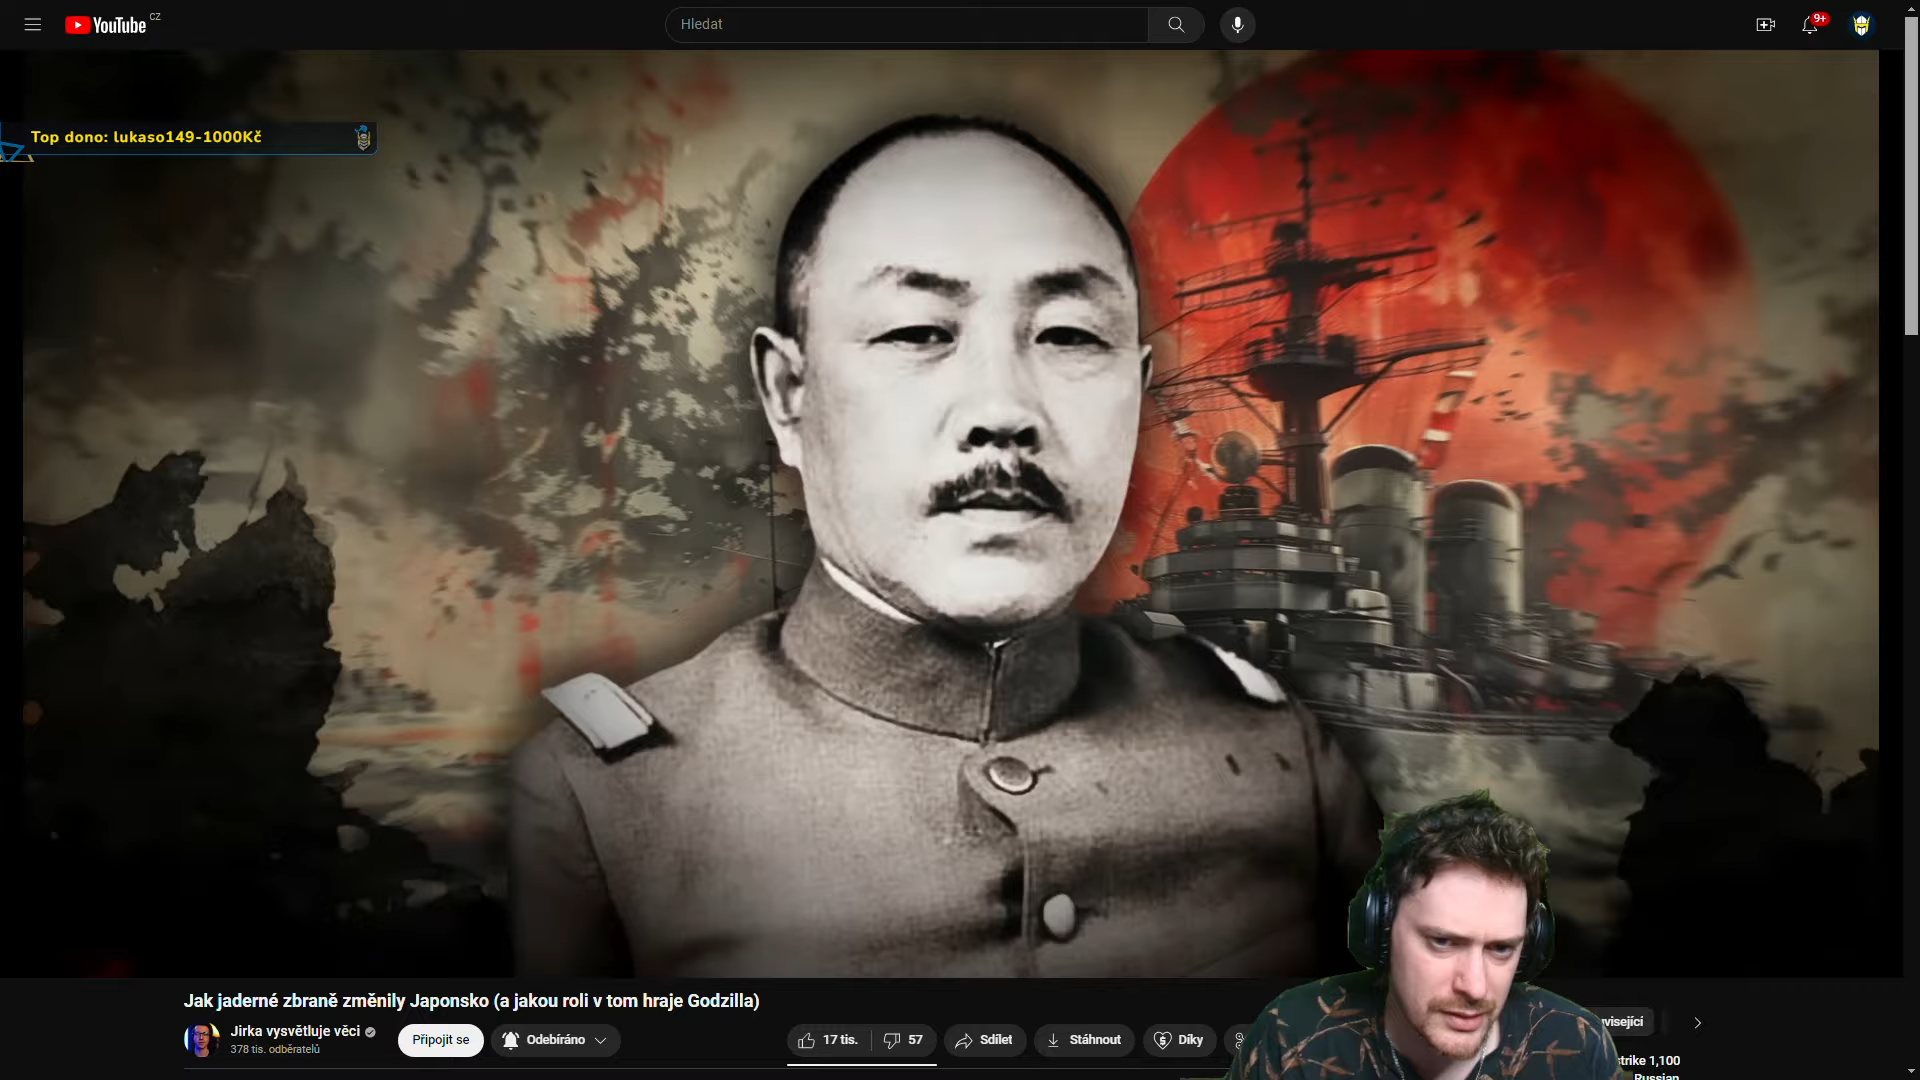 YouTube CZ
Hledat
9+
Top dono: lukaso149-1000Kč
Jak jaderné zbraně změnily Japonsko (a jakou roli v tom hraje Godzilla)
Jirka vysvětluje věci
378 tis. odběratelů
Připojit se
Odebíráno
17 tis.
57
Sdílet
Stáhnout
Díky
visející
trike 1,100
Russian